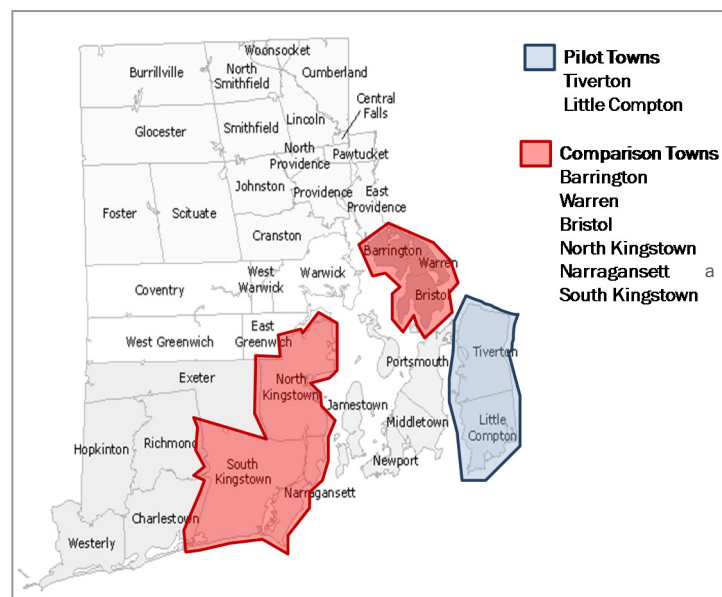 Woonsocket
Burrillville
North
Smithfield
Cumberland
Central
Falls
Glocester
Smithfield
Lincoln
North
Providence
Pawtucket
Johnston
Providence
East
Providence
Foster
Scituate
Cranston
Barrington
Warren
Bristol
Coventry
West
Warwick
Warwick
West Greenwich
East
Greenwich
Tiverton
Portsmouth
Exeter
North
Kingstown
Jamestown
Middletown
Little
Compton
Hopkinton
Richmond
South
Kingstown
Newport
Narragansett
Charlestown
Westerly
Pilot Towns
Tiverton
Little Compton
Comparison Towns
Barrington
Warren
Bristol
North Kingstown
Narragansett a
South Kingstown